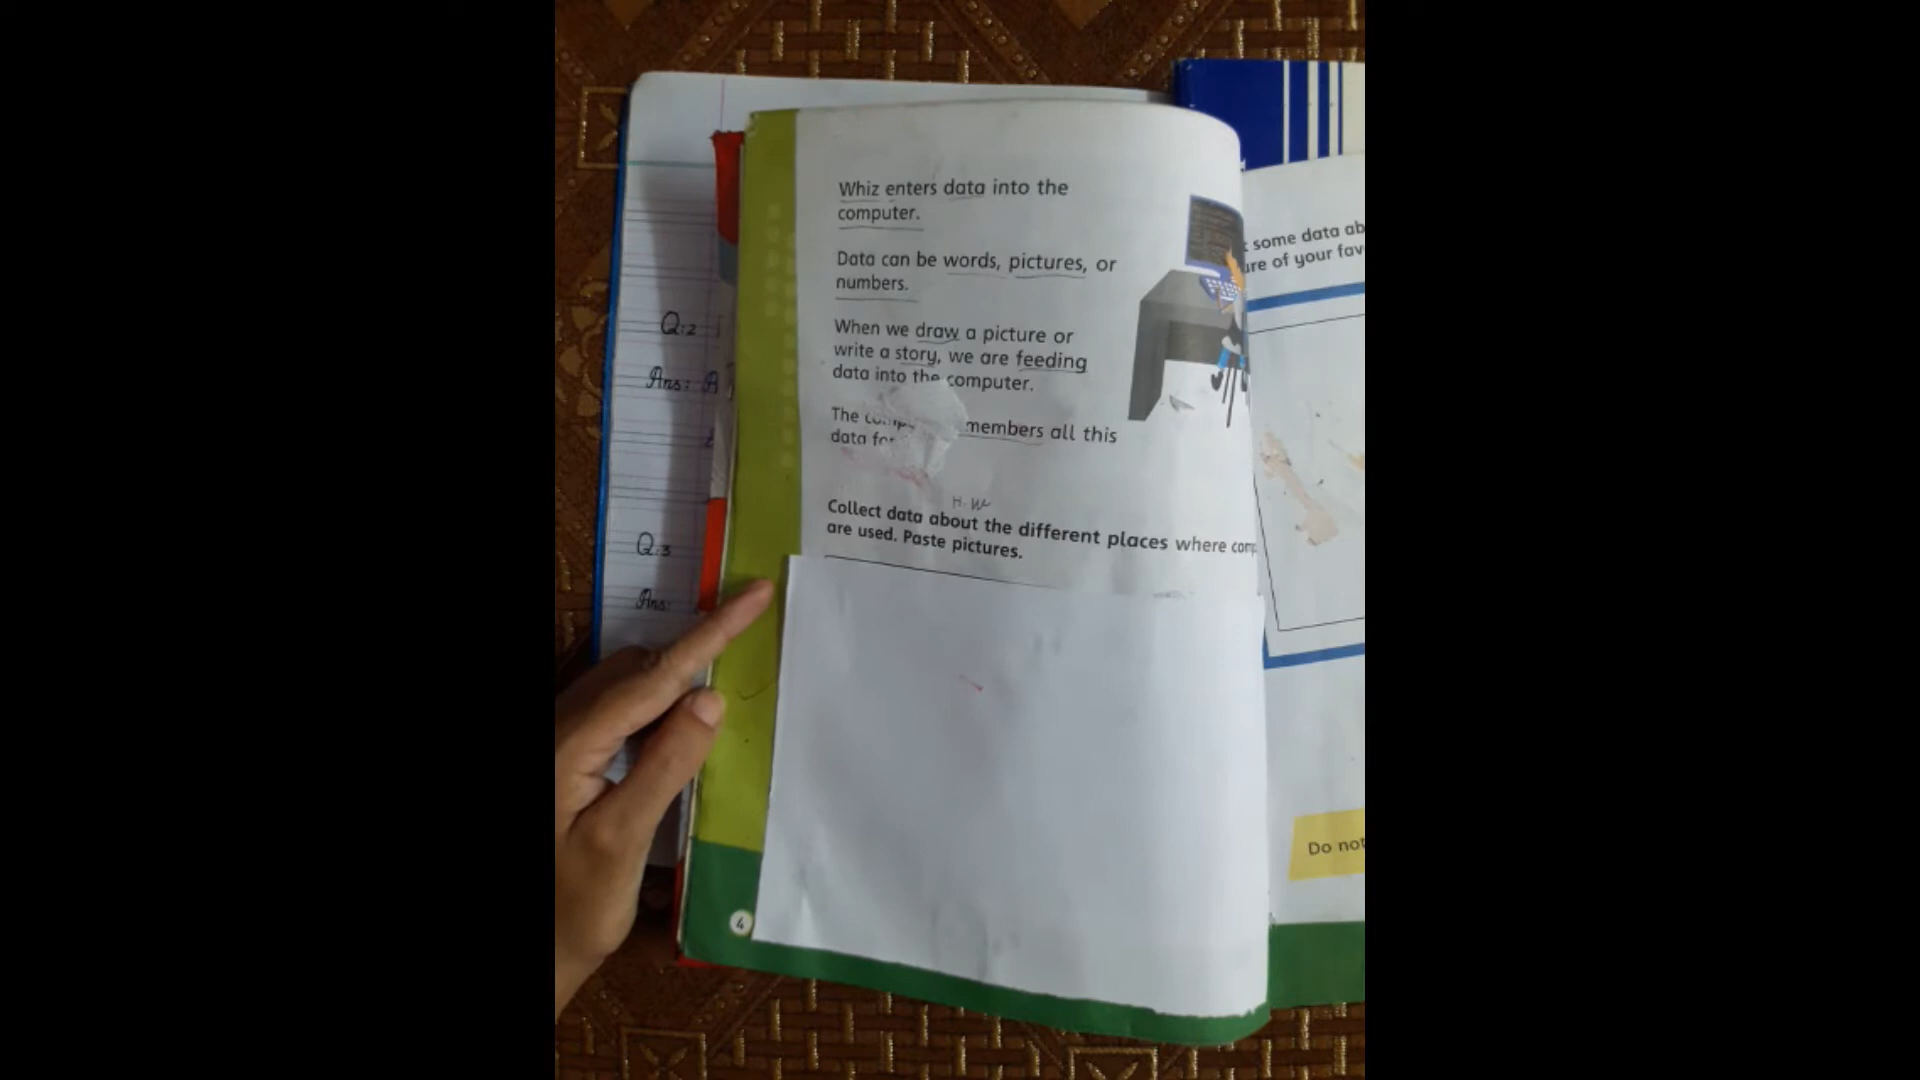 Whiz enters data into the
computer.
Data can be words, pictures, or
numbers.
When we draw a picture or
write a story, we are feeding
data into the computer.
The members all this
data for
H.W
Collect data about the different places where comp
are used. Paste pictures.
4
Q:2
Ans: A
Q:3
Ans:
some data ab
ure of your fav
Do not